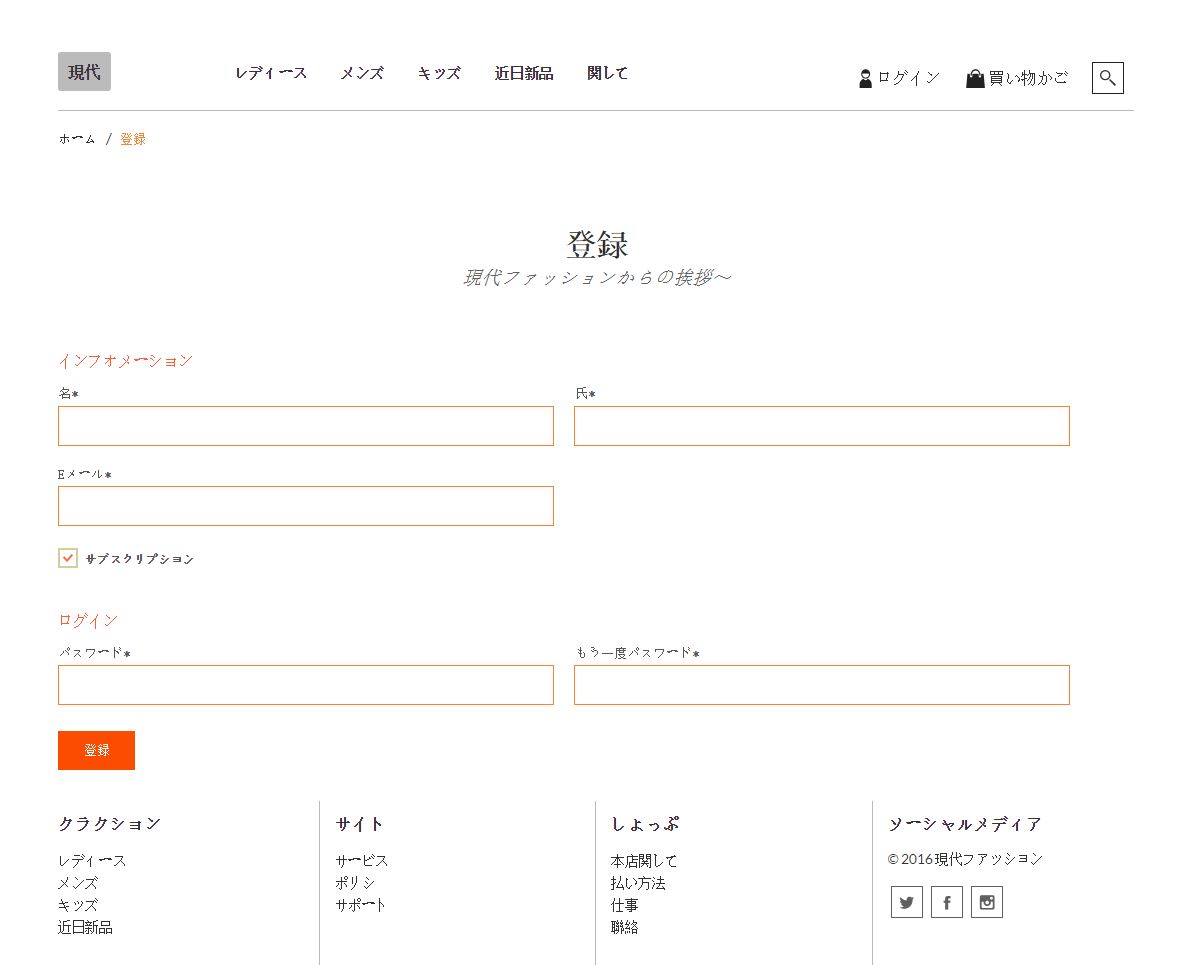 現代
レディース メンズ キッズ 近日新品 関して
ログイン 買い物かご
ホーム / 登録
登録
現代ファッションからの挨拶～
インフオメーション
名* 氏*
Eメール*
サブスクリプション
ログイン
パスワード* もう一度パスワード*
登録
クラクション
レディース
メンズ
キッズ
近日新品
サイト
サービス
ポリシ
サポート
しょっぷ
本店関して
払い方法
仕事
聯絡
ソーシャルメディア
© 2016現代ファッション